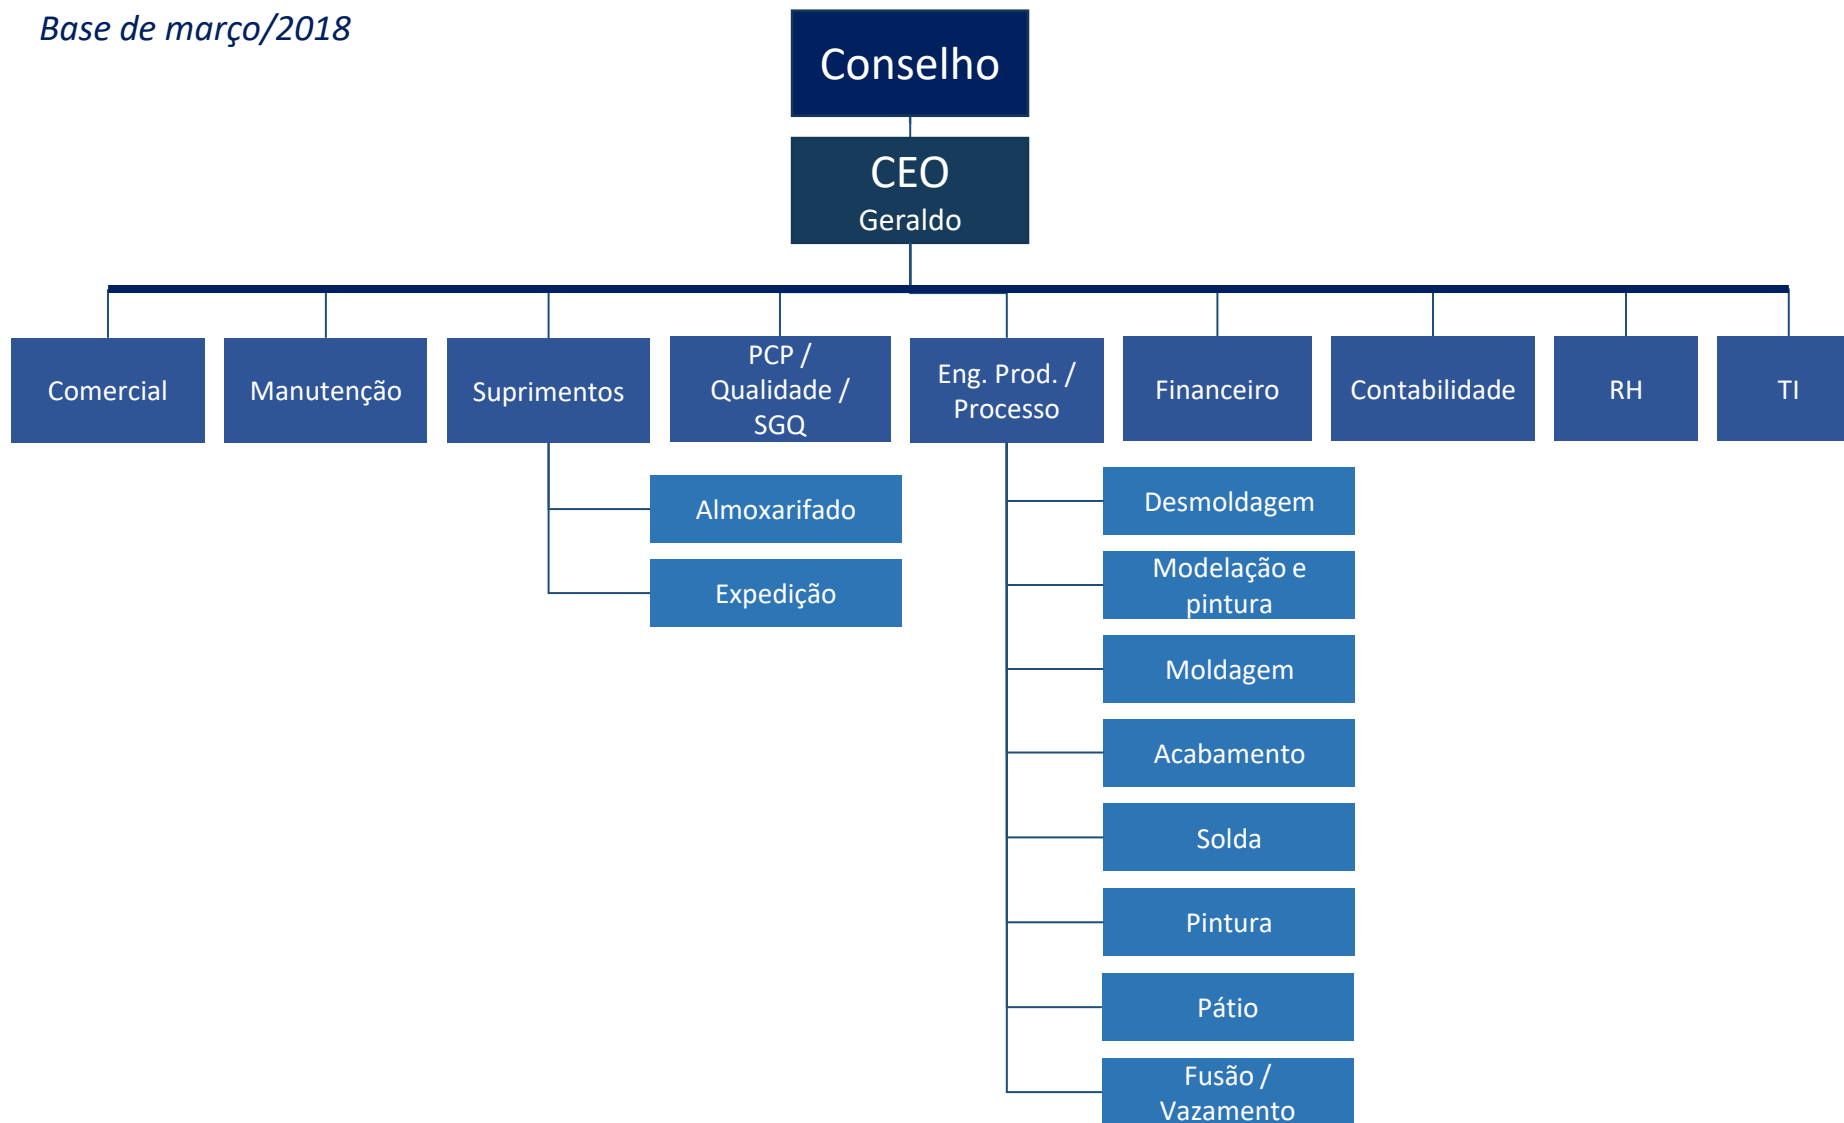 Base de março/2018
Conselho
CEO
Geraldo
Comercial
Manutenção
Suprimentos
PCP /
Qualidade /
SGQ
Eng. Prod. /
Processo
Financeiro
Contabilidade
RH
TI
Almoxarifado
Expedição
Desmoldagem
Modelação e
pintura
Moldagem
Acabamento
Solda
Pintura
Pátio
Fusão /
Vazamento